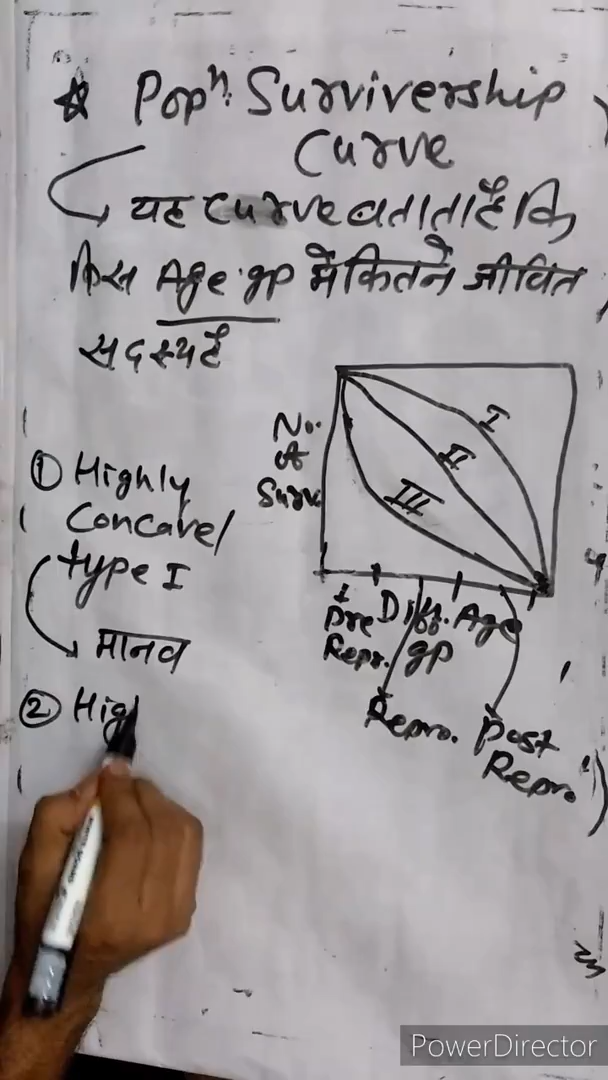 ☆ Popⁿ. Survivership
Curve
यह curve बताता है कि
किस Age gp में कितने जीवित
सदस्य है
No.
of
Surv.
I
II
III
① Highly
Concave/
type I
मानव
② Hig
Diff. Age
gp
Pre
Repr.
Repro.
Post
Repro.
PowerDirector